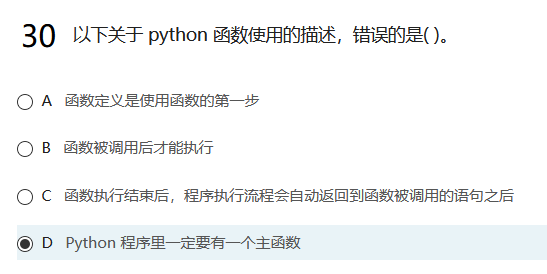 30 以下关于 python 函数使用的描述，错误的是( )。
A 函数定义是使用函数的第一步
B 函数被调用后才能执行
C 函数执行结束后，程序执行流程会自动返回到函数被调用的语句之后
D Python 程序里一定要有一个主函数